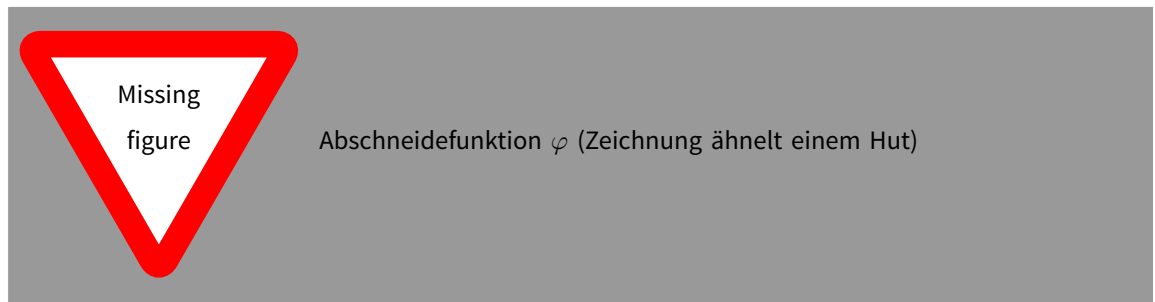 Missing
figure
Abschneidefunktion φ (Zeichnung ähnelt einem Hut)